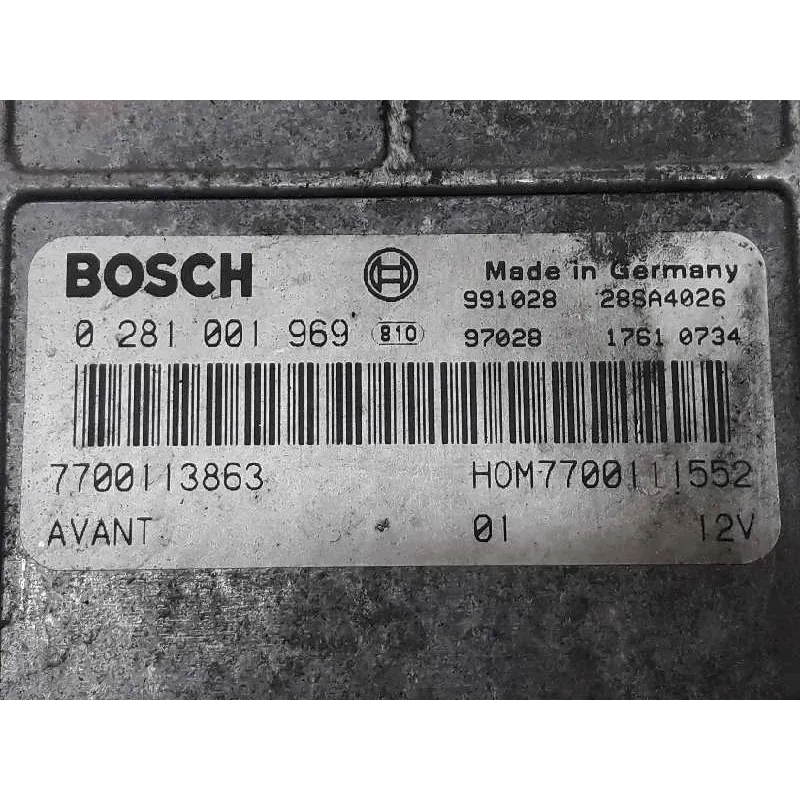 BOSCH
Made in Germany
991028 28SA4026
0 281 001 969 810 97028 1761 0734
7700113863 HOM7700111552
AVANT 01 12V